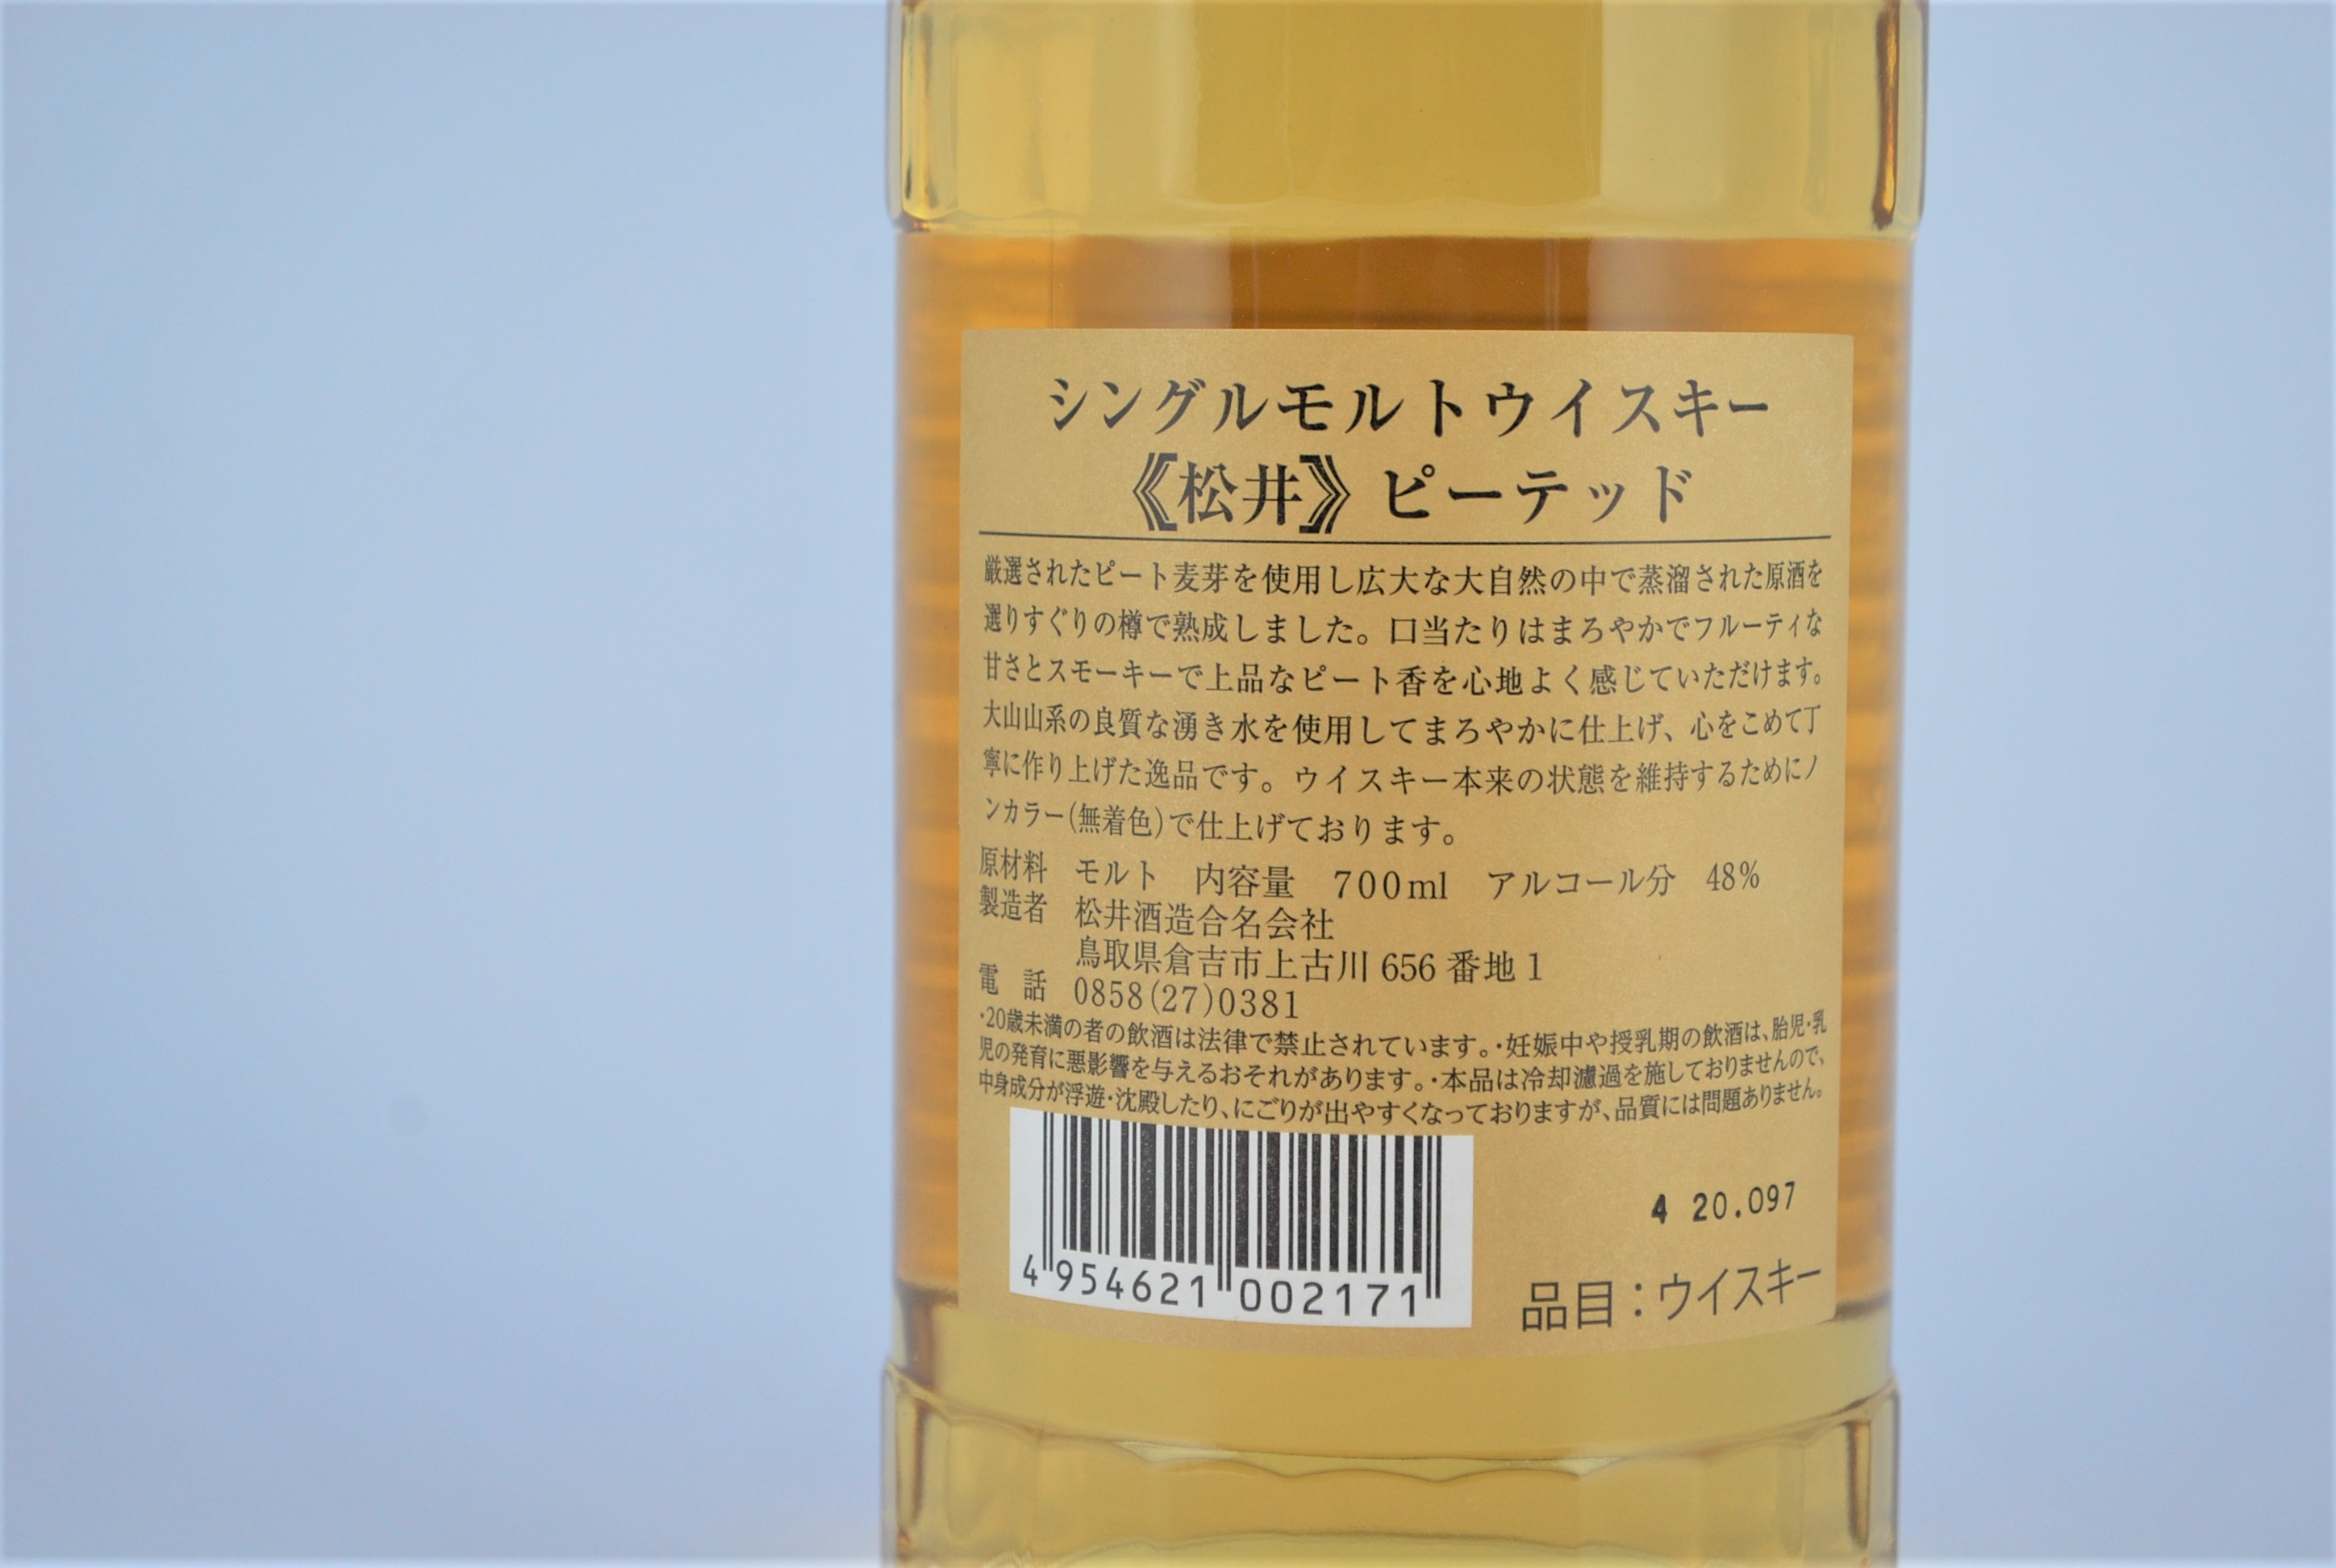 シングルモルトウイスキー
《松井》ピーテッド
厳選されたピート麦芽を使用し広大な大自然の中で蒸溜された原酒を
選りすぐりの樽で熟成しました。口当たりはまろやかでフルーティな
甘さとスモーキーで上品なピート香を心地よく感じていただけます。
大山山系の良質な湧き水を使用してまろやかに仕上げ、心をこめて丁
寧に作り上げた逸品です。ウイスキー本来の状態を維持するためにノ
ンカラー(無着色)で仕上げております。
原材料 モルト 内容量 700ml アルコール分 48%
製造者 松井酒造合名会社
鳥取県倉吉市上古川 656 番地 1
電 話 0858(27)0381
・20歳未満の者の飲酒は法律で禁止されています。・妊娠中や授乳期の飲酒は、胎児・乳
児の発育に悪影響を与えるおそれがあります。・本品は冷却濾過を施しておりませんので、
中身成分が浮遊・沈殿したり、にごりが出やすくなっておりますが、品質には問題ありません。
4 20.097
4 954621 002171
品目：ウイスキー